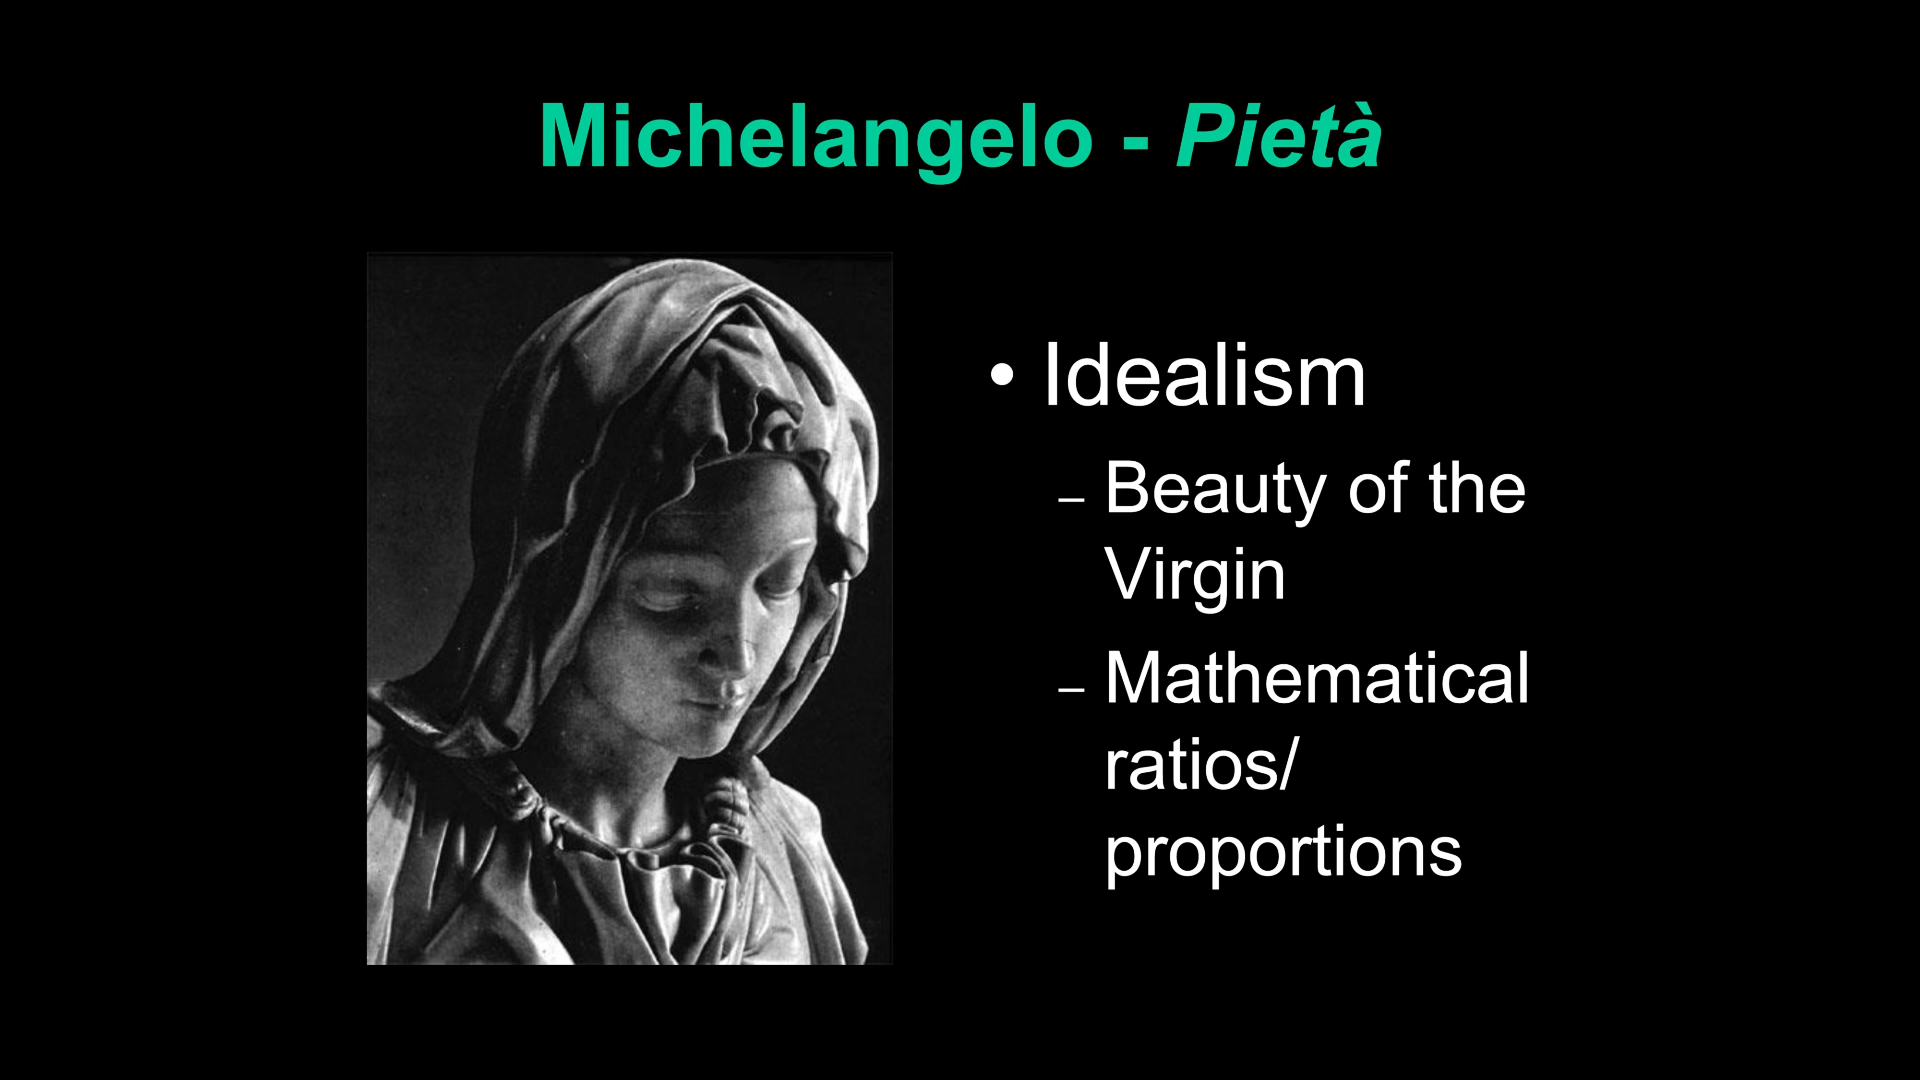 Michelangelo - Pietà
• Idealism
– Beauty of the
Virgin
– Mathematical
ratios/
proportions